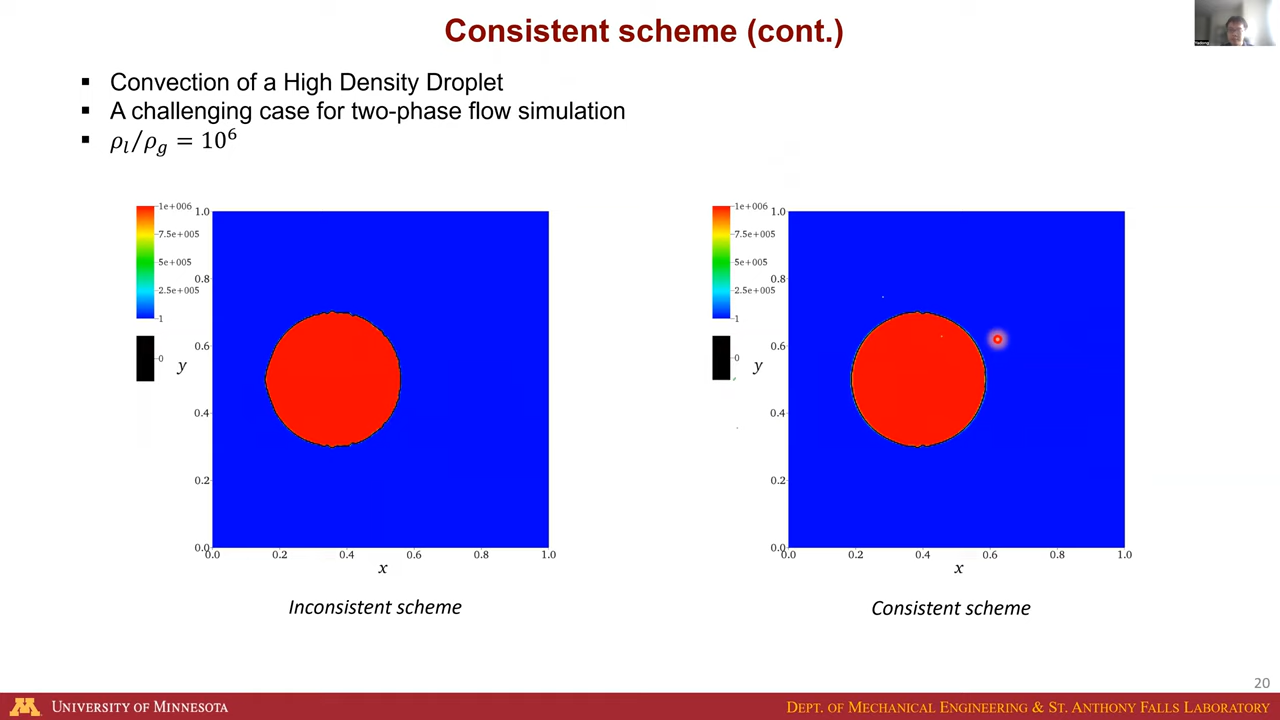 Consistent scheme (cont.)
▪ Convection of a High Density Droplet
▪ A challenging case for two-phase flow simulation
▪ ρ_l/ρ_g = 10^6
1e+006
7.5e+005
5e+005
2.5e+005
1
0
1.0
0.8
0.6
0.4
0.2
0.0
y
0.0 0.2 0.4 0.6 0.8 1.0
x
Inconsistent scheme
1e+006
7.5e+005
5e+005
2.5e+005
1
0
1.0
0.8
0.6
0.4
0.2
0.0
y
0.0 0.2 0.4 0.6 0.8 1.0
x
Consistent scheme
20
UNIVERSITY OF MINNESOTA
DEPT. OF MECHANICAL ENGINEERING & ST. ANTHONY FALLS LABORATORY